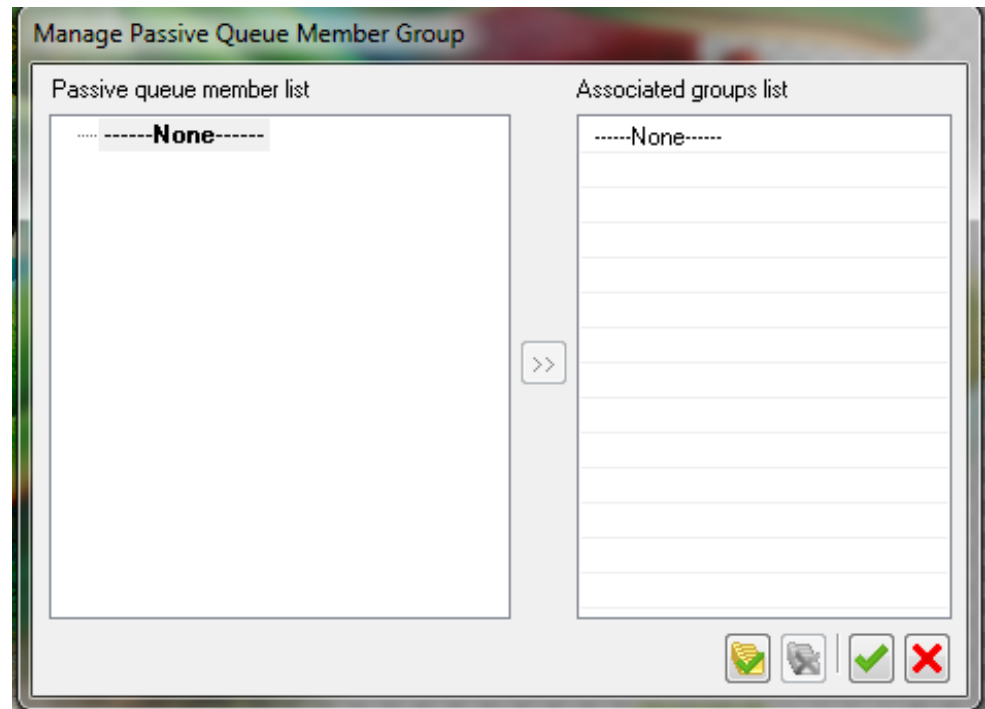 Manage Passive Queue Member Group
Passive queue member list
Associated groups list
------None------
------None------
>>